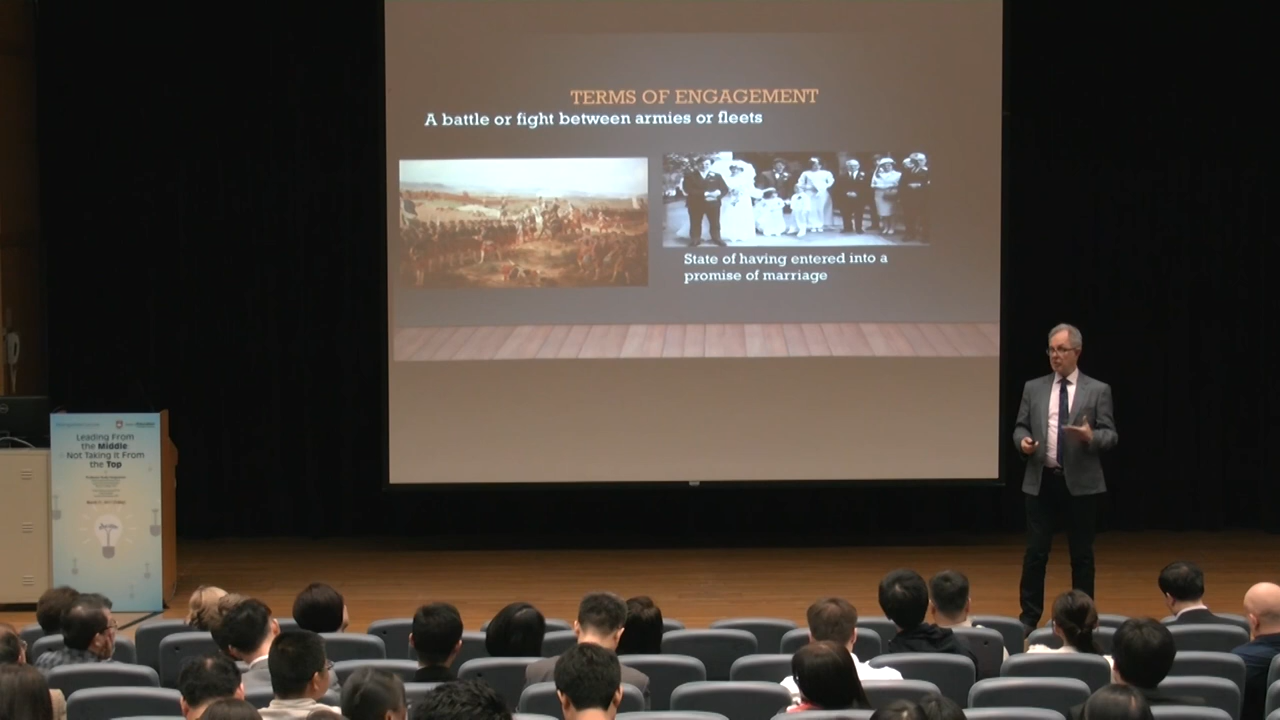 TERMS OF ENGAGEMENT
A battle or fight between armies or fleets
State of having entered into a
promise of marriage
Leading From
the Middle
Not Taking It From
the Top